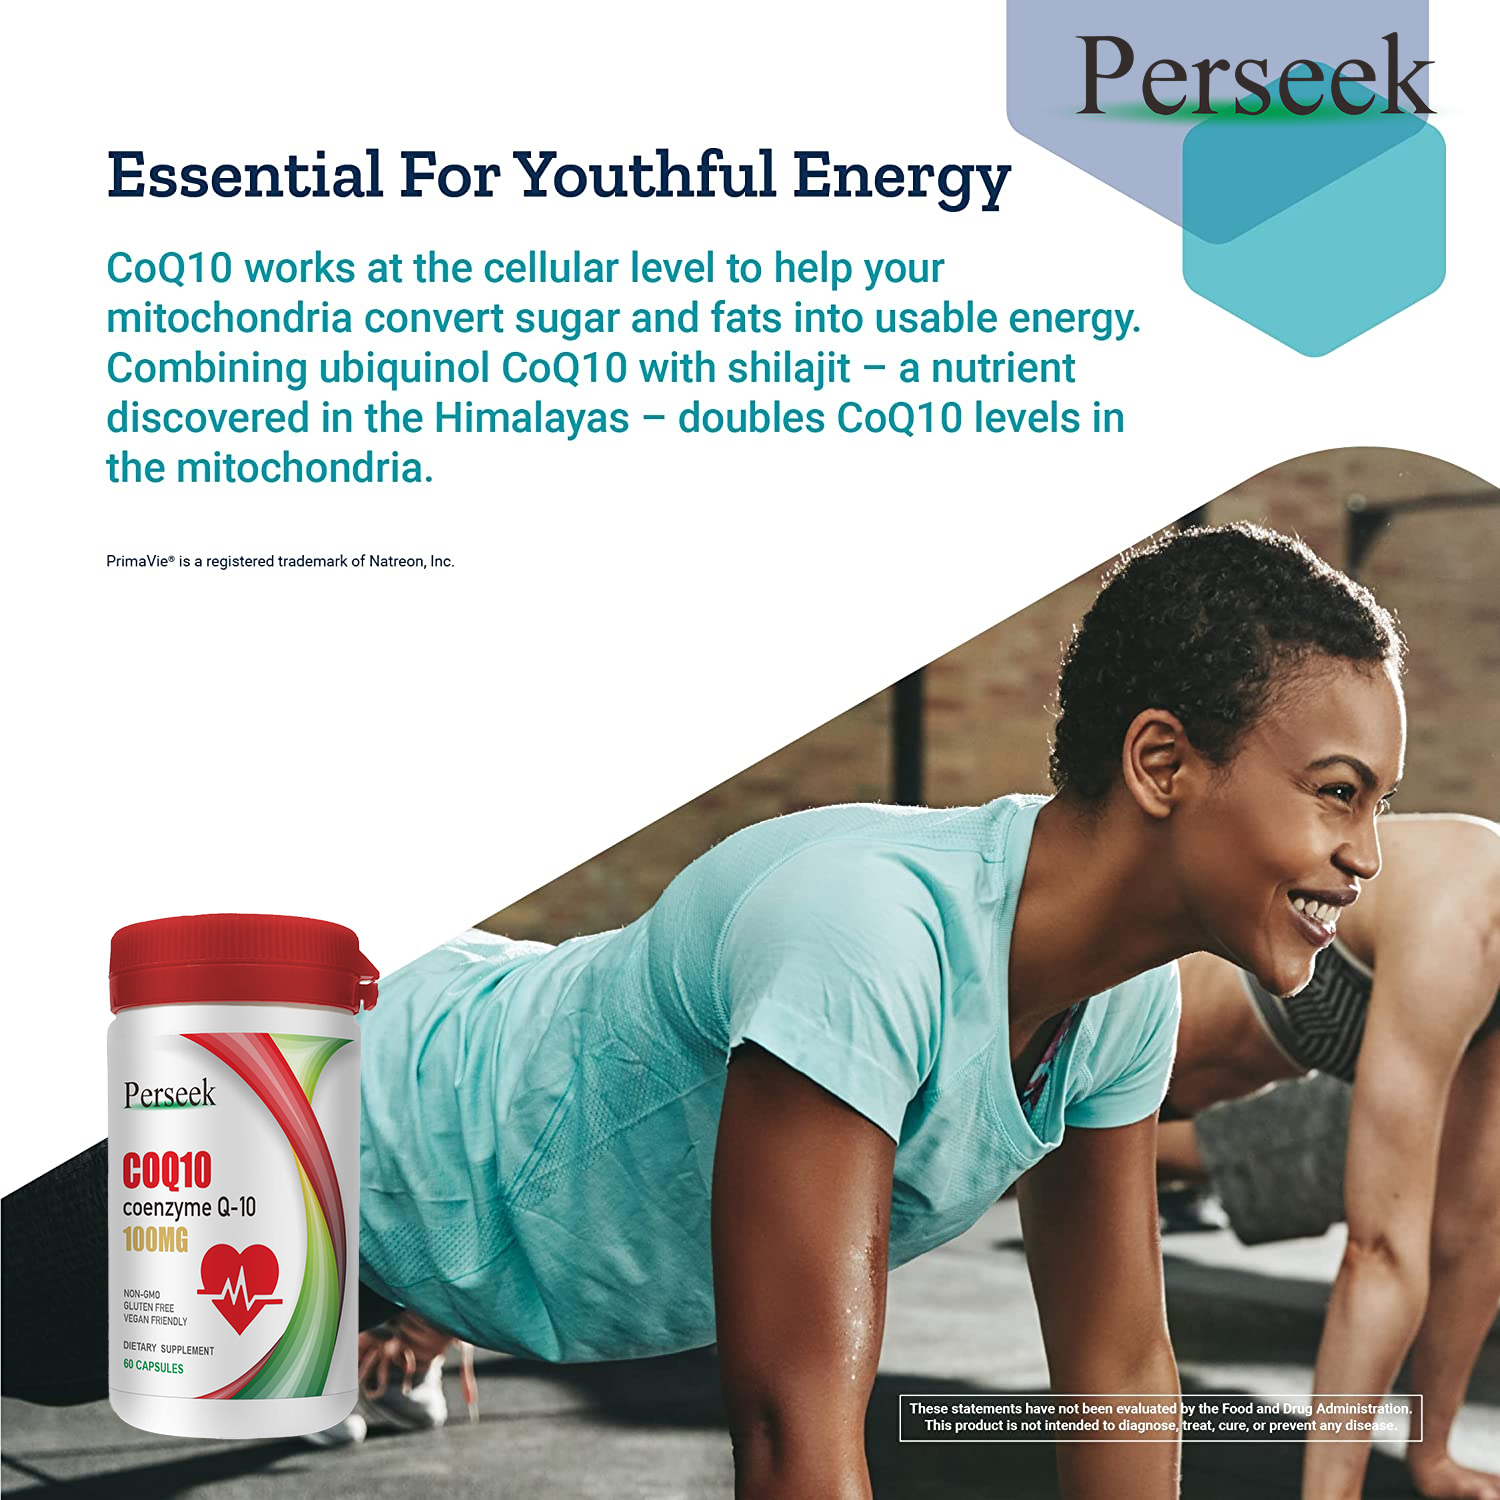 Perseek
Essential For Youthful Energy
CoQ10 works at the cellular level to help your
mitochondria convert sugar and fats into usable energy.
Combining ubiquinol CoQ10 with shilajit – a nutrient
discovered in the Himalayas – doubles CoQ10 levels in
the mitochondria.
PrimaVie® is a registered trademark of Natreon, Inc.
Perseek
COQ10
coenzyme Q-10
100MG
NON-GMO
GLUTEN FREE
VEGAN FRIENDLY
DIETARY SUPPLEMENT
60 CAPSULES
These statements have not been evaluated by the Food and Drug Administration.
This product is not intended to diagnose, treat, cure, or prevent any disease.